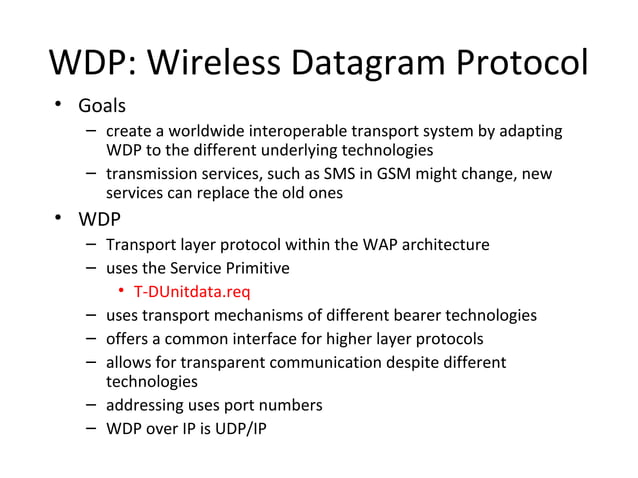 WDP: Wireless Datagram Protocol
• Goals
– create a worldwide interoperable transport system by adapting
WDP to the different underlying technologies
– transmission services, such as SMS in GSM might change, new
services can replace the old ones
• WDP
– Transport layer protocol within the WAP architecture
– uses the Service Primitive
• T-DUnitdata.req
– uses transport mechanisms of different bearer technologies
– offers a common interface for higher layer protocols
– allows for transparent communication despite different
technologies
– addressing uses port numbers
– WDP over IP is UDP/IP